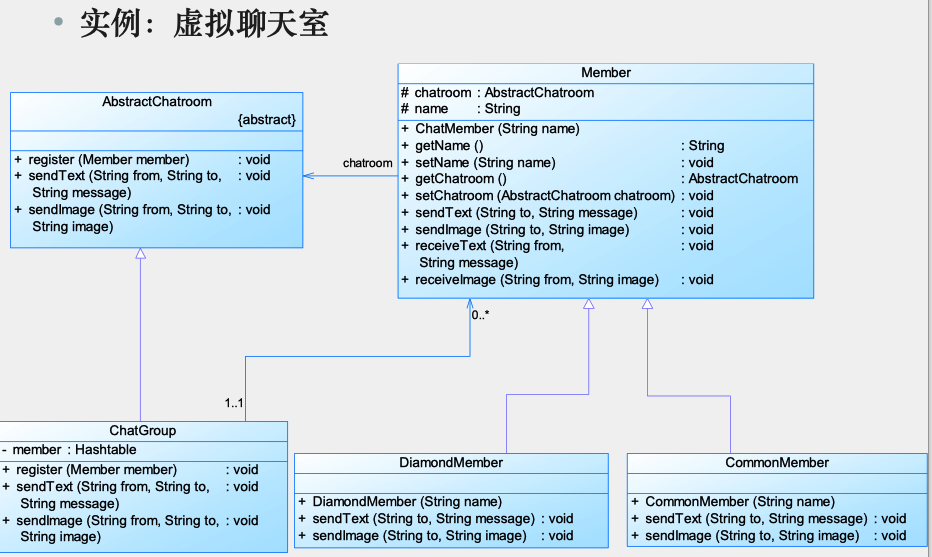 • 实例：虚拟聊天室
AbstractChatroom
{abstract}
+ register (Member member) : void
+ sendText (String from, String to, : void
String message)
+ sendImage (String from, String to, : void
String image)
chatroom
Member
# chatroom : AbstractChatroom
# name : String
+ ChatMember (String name)
+ getName () : String
+ setName (String name) : void
+ getChatroom () : AbstractChatroom
+ setChatroom (AbstractChatroom chatroom) : void
+ sendText (String to, String message) : void
+ sendImage (String to, String image) : void
+ receiveText (String from, : void
String message)
+ receiveImage (String from, String image) : void
0..*
1..1
ChatGroup
- member : Hashtable
+ register (Member member) : void
+ sendText (String from, String to, : void
String message)
+ sendImage (String from, String to, : void
String image)
DiamondMember
+ DiamondMember (String name)
+ sendText (String to, String message) : void
+ sendImage (String to, String image) : void
CommonMember
+ CommonMember (String name)
+ sendText (String to, String message) : void
+ sendImage (String to, String image) : void